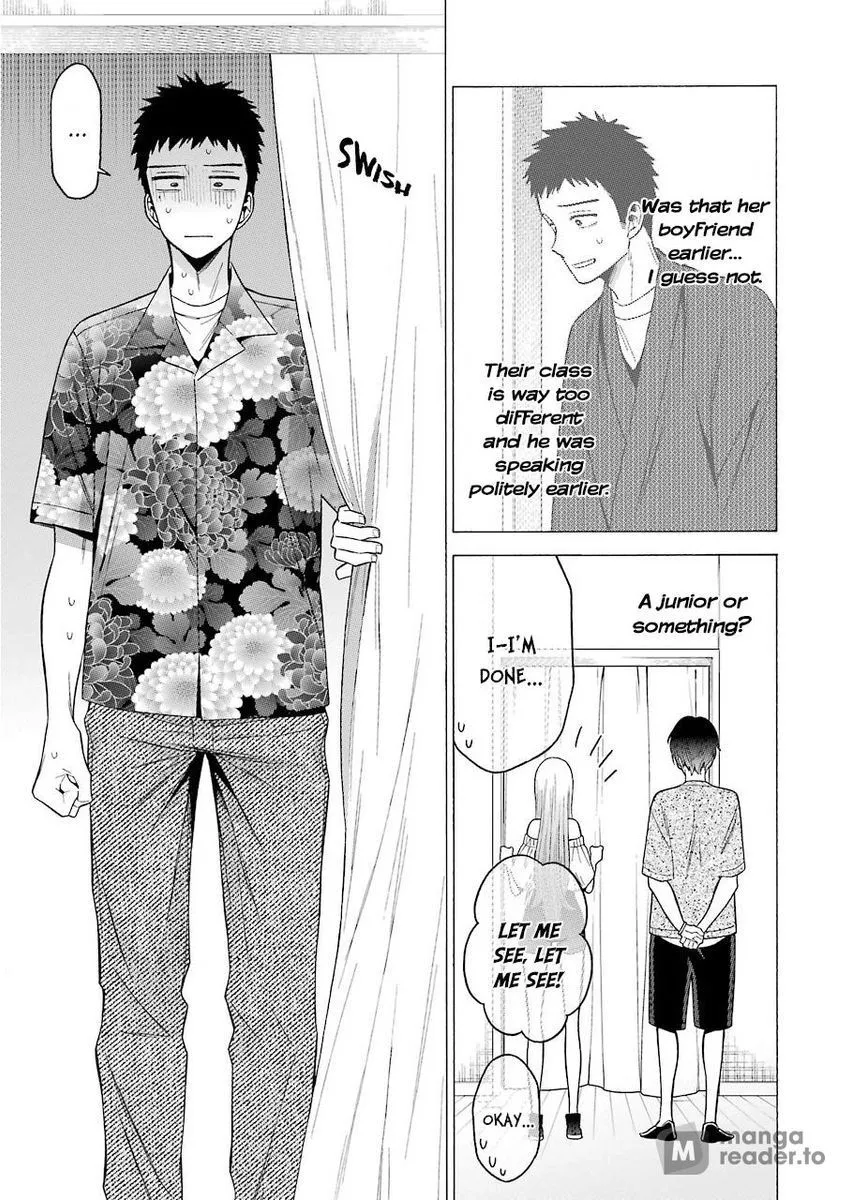 Was that her
boyfriend
earlier...
I guess not.
Their class
is way too
different
and he was
speaking
politely earlier.
A junior or
something?
I-I'M
DONE...
LET ME
SEE, LET
ME SEE!
OKAY...
SWISH
...
M manga
reader.to